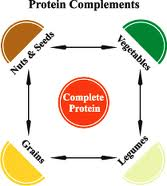 Protein Complements
Nuts & Seeds
Vegetables
Complete
Protein
Grains
Legumes